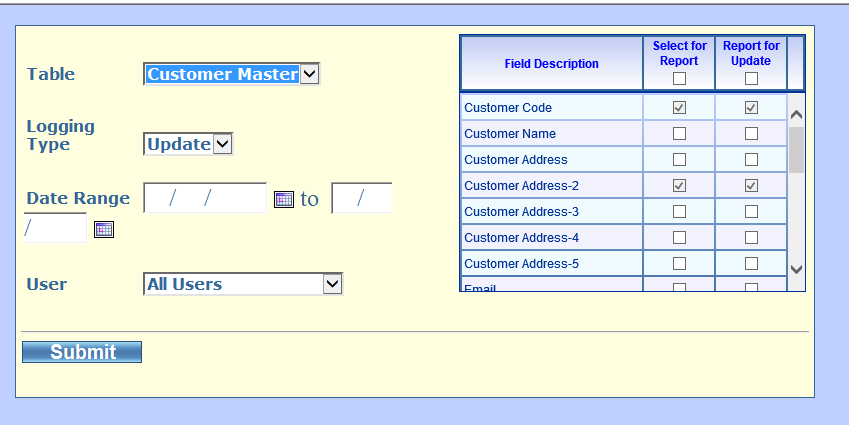 Table
Customer Master
Logging
Type
Update
Date Range / / to /
/
User
All Users
Submit
Field Description
Select for
Report
Report for
Update
Customer Code
Customer Name
Customer Address
Customer Address-2
Customer Address-3
Customer Address-4
Customer Address-5
Email